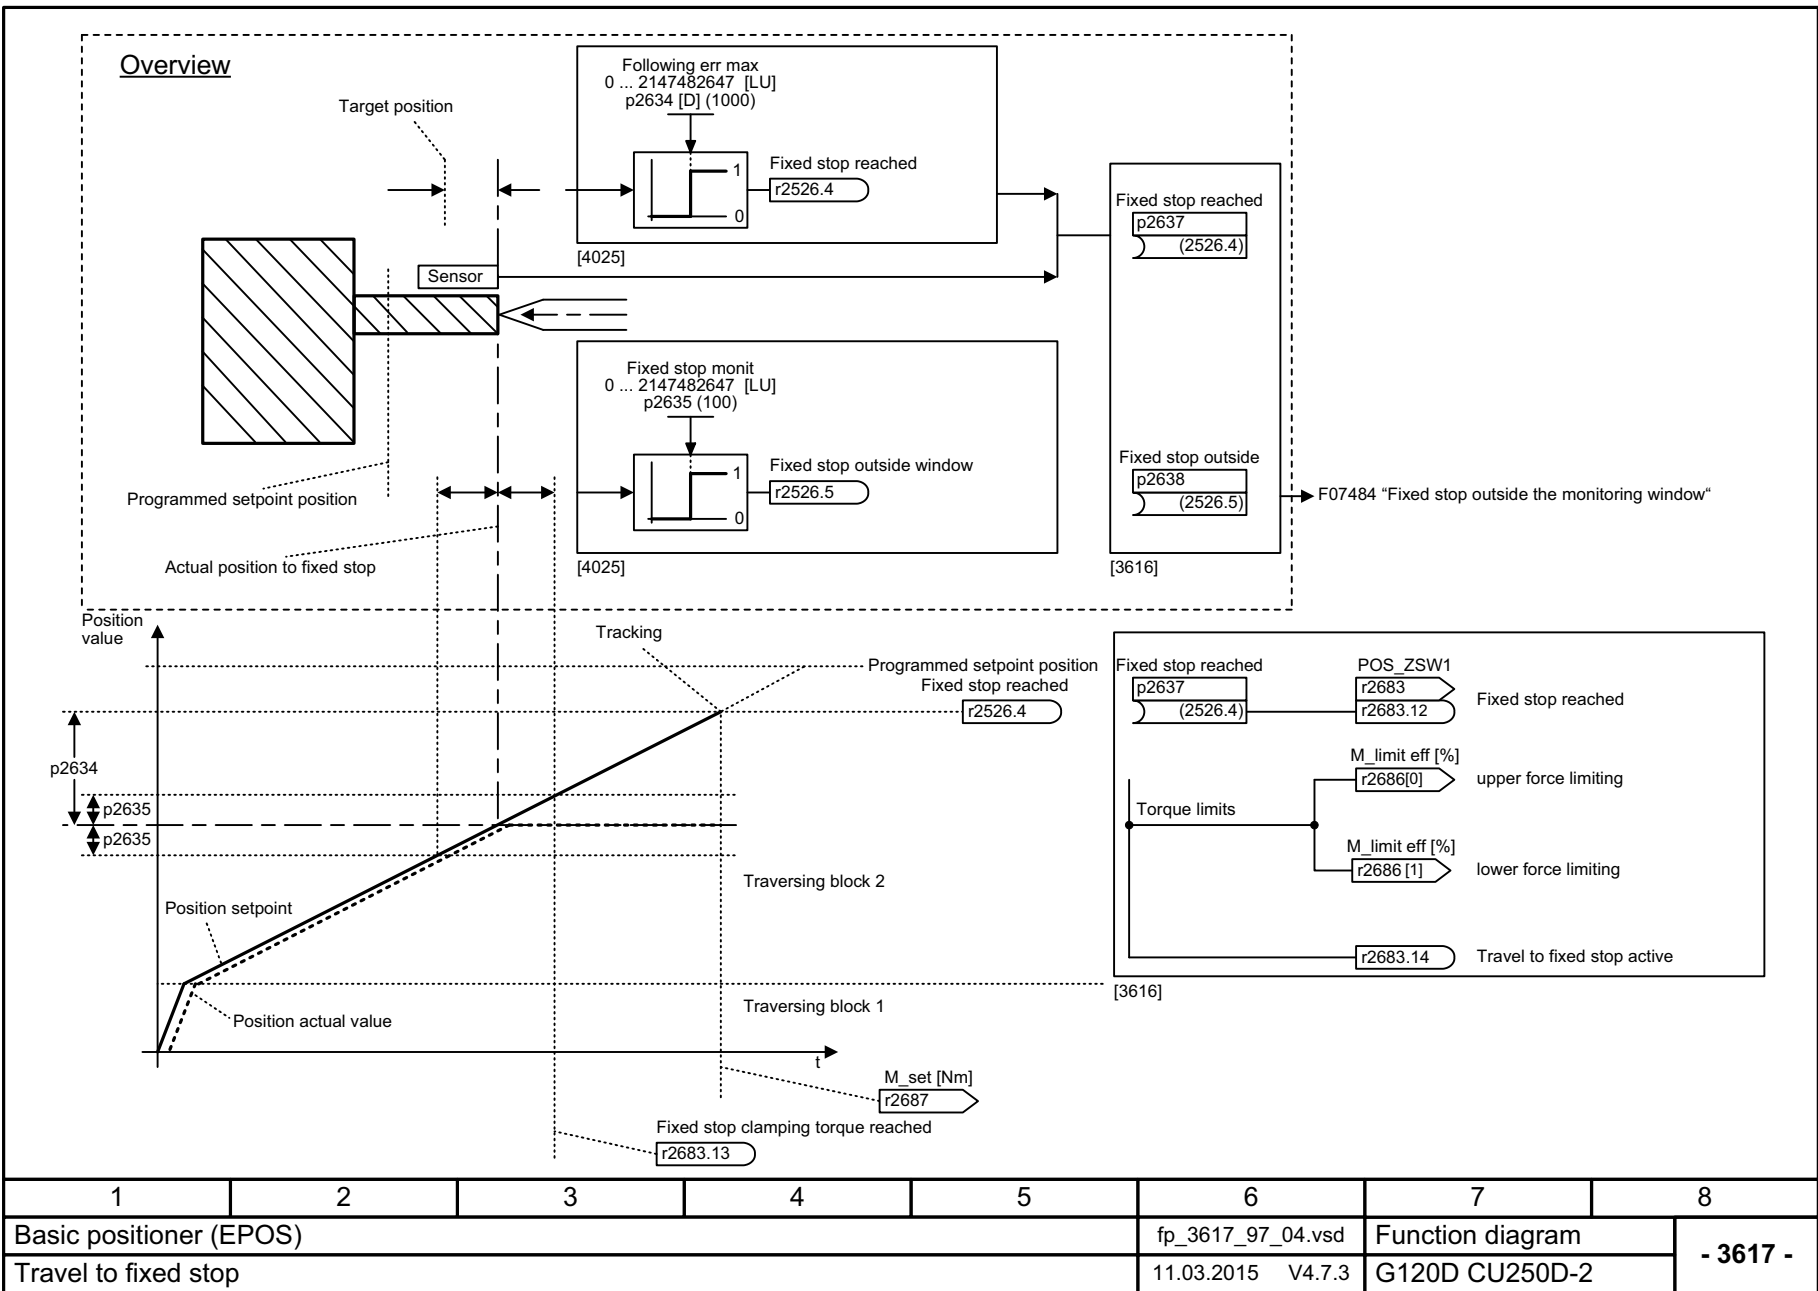 Overview
Target position
Following err max
0 ... 2147482647 [LU]
p2634 [D] (1000)
1
0
Fixed stop reached
r2526.4
[4025]
Sensor
Fixed stop reached
p2637
(2526.4)
Fixed stop monit
0 ... 2147482647 [LU]
p2635 (100)
1
0
Fixed stop outside window
r2526.5
[4025]
Fixed stop outside
p2638
(2526.5)
[3616]
F07484 “Fixed stop outside the monitoring window“
Programmed setpoint position
Actual position to fixed stop
Position
value
Tracking
Programmed setpoint position
Fixed stop reached
r2526.4
p2634
p2635
p2635
Traversing block 2
Position setpoint
Traversing block 1
Position actual value
t
M_set [Nm]
r2687
Fixed stop clamping torque reached
r2683.13
Fixed stop reached
p2637
(2526.4)
POS_ZSW1
r2683
r2683.12
Fixed stop reached
M_limit eff [%]
r2686[0]
upper force limiting
Torque limits
M_limit eff [%]
r2686 [1]
lower force limiting
r2683.14
Travel to fixed stop active
[3616]
1 2 3 4 5 6 7 8
Basic positioner (EPOS)
fp_3617_97_04.vsd
Function diagram
- 3617 -
Travel to fixed stop
11.03.2015 V4.7.3
G120D CU250D-2